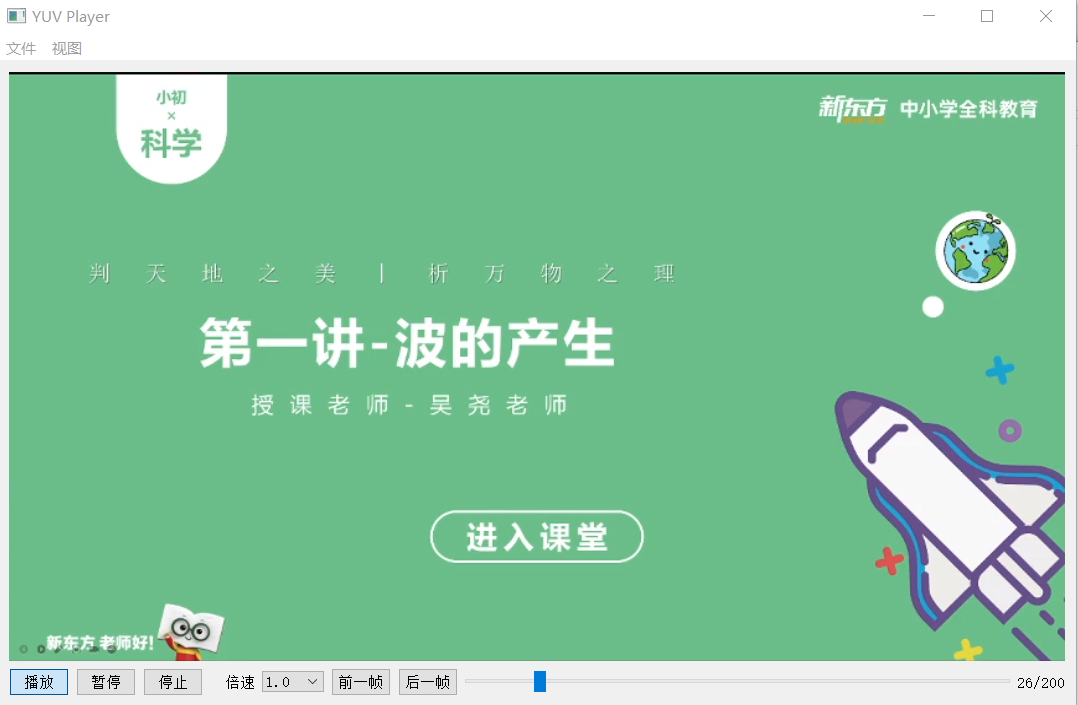 YUV Player
文件 视图
小初
×
科学
新东方 中小学全科教育
判天地之美丨析万物之理
第一讲-波的产生
授课老师-吴尧老师
进入课堂
新东方 老师好!
播放 暂停 停止 倍速 1.0 前一帧 后一帧 26/200